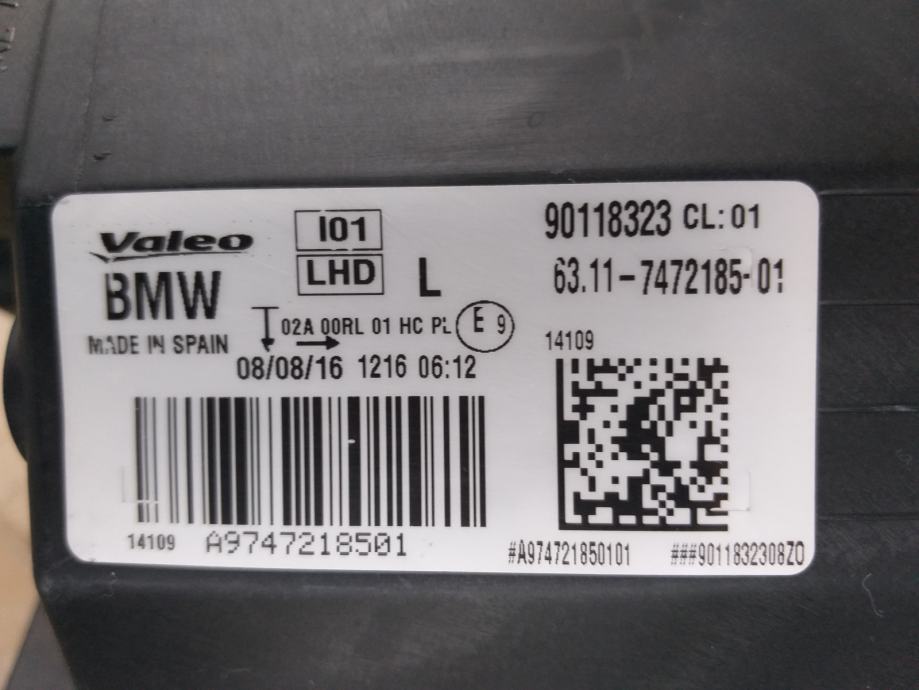 Valeo
BMW
MADE IN SPAIN
I01
LHD L
02A 00RL 01 HC PL E 9
08/08/16 1216 06:12
90118323 CL: 01
63.11-7472185-01
14109
14109 A9747218501
#A974721850101 ###9011832308Z0